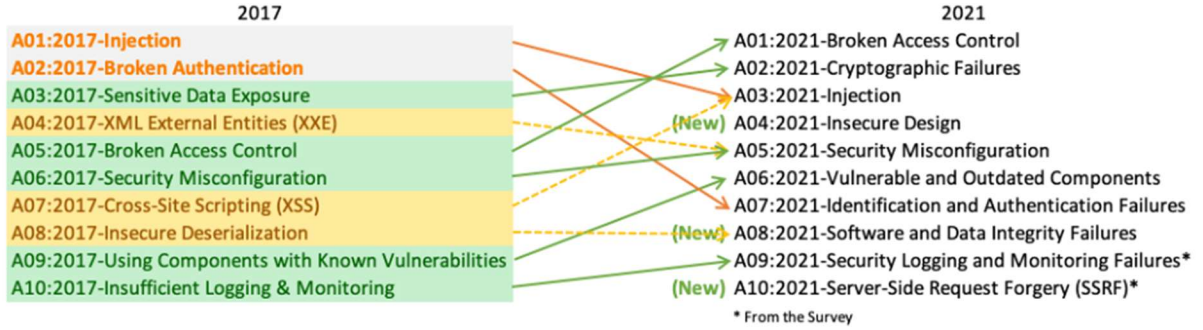 2017
A01:2017-Injection
A02:2017-Broken Authentication
A03:2017-Sensitive Data Exposure
A04:2017-XML External Entities (XXE)
A05:2017-Broken Access Control
A06:2017-Security Misconfiguration
A07:2017-Cross-Site Scripting (XSS)
A08:2017-Insecure Deserialization
A09:2017-Using Components with Known Vulnerabilities
A10:2017-Insufficient Logging & Monitoring
2021
A01:2021-Broken Access Control
A02:2021-Cryptographic Failures
A03:2021-Injection
(New) A04:2021-Insecure Design
A05:2021-Security Misconfiguration
A06:2021-Vulnerable and Outdated Components
A07:2021-Identification and Authentication Failures
(New) A08:2021-Software and Data Integrity Failures
A09:2021-Security Logging and Monitoring Failures*
(New) A10:2021-Server-Side Request Forgery (SSRF)*
* From the Survey